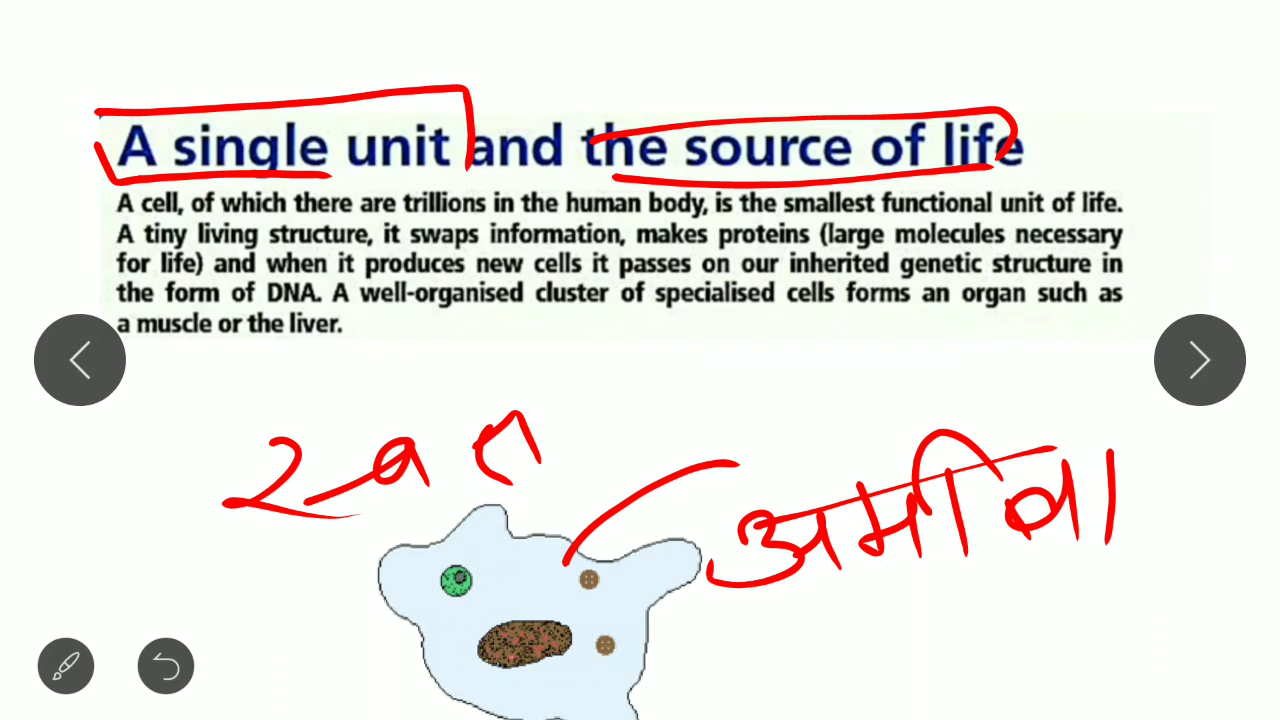 A single unit and the source of life
A cell, of which there are trillions in the human body, is the smallest functional unit of life.
A tiny living structure, it swaps information, makes proteins (large molecules necessary
for life) and when it produces new cells it passes on our inherited genetic structure in
the form of DNA. A well-organised cluster of specialised cells forms an organ such as
a muscle or the liver.
अमीबा